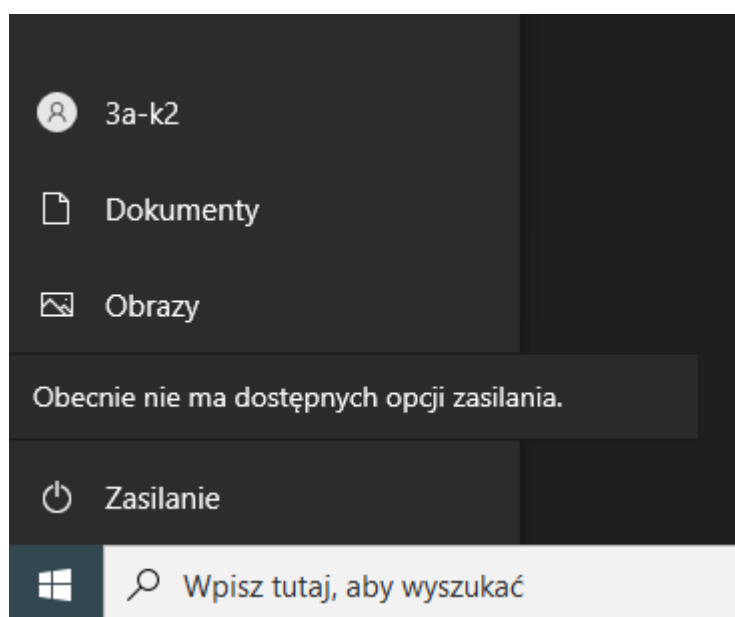 3a-k2
Dokumenty
Obrazy
Obecnie nie ma dostępnych opcji zasilania.
Zasilanie
Wpisz tutaj, aby wyszukać